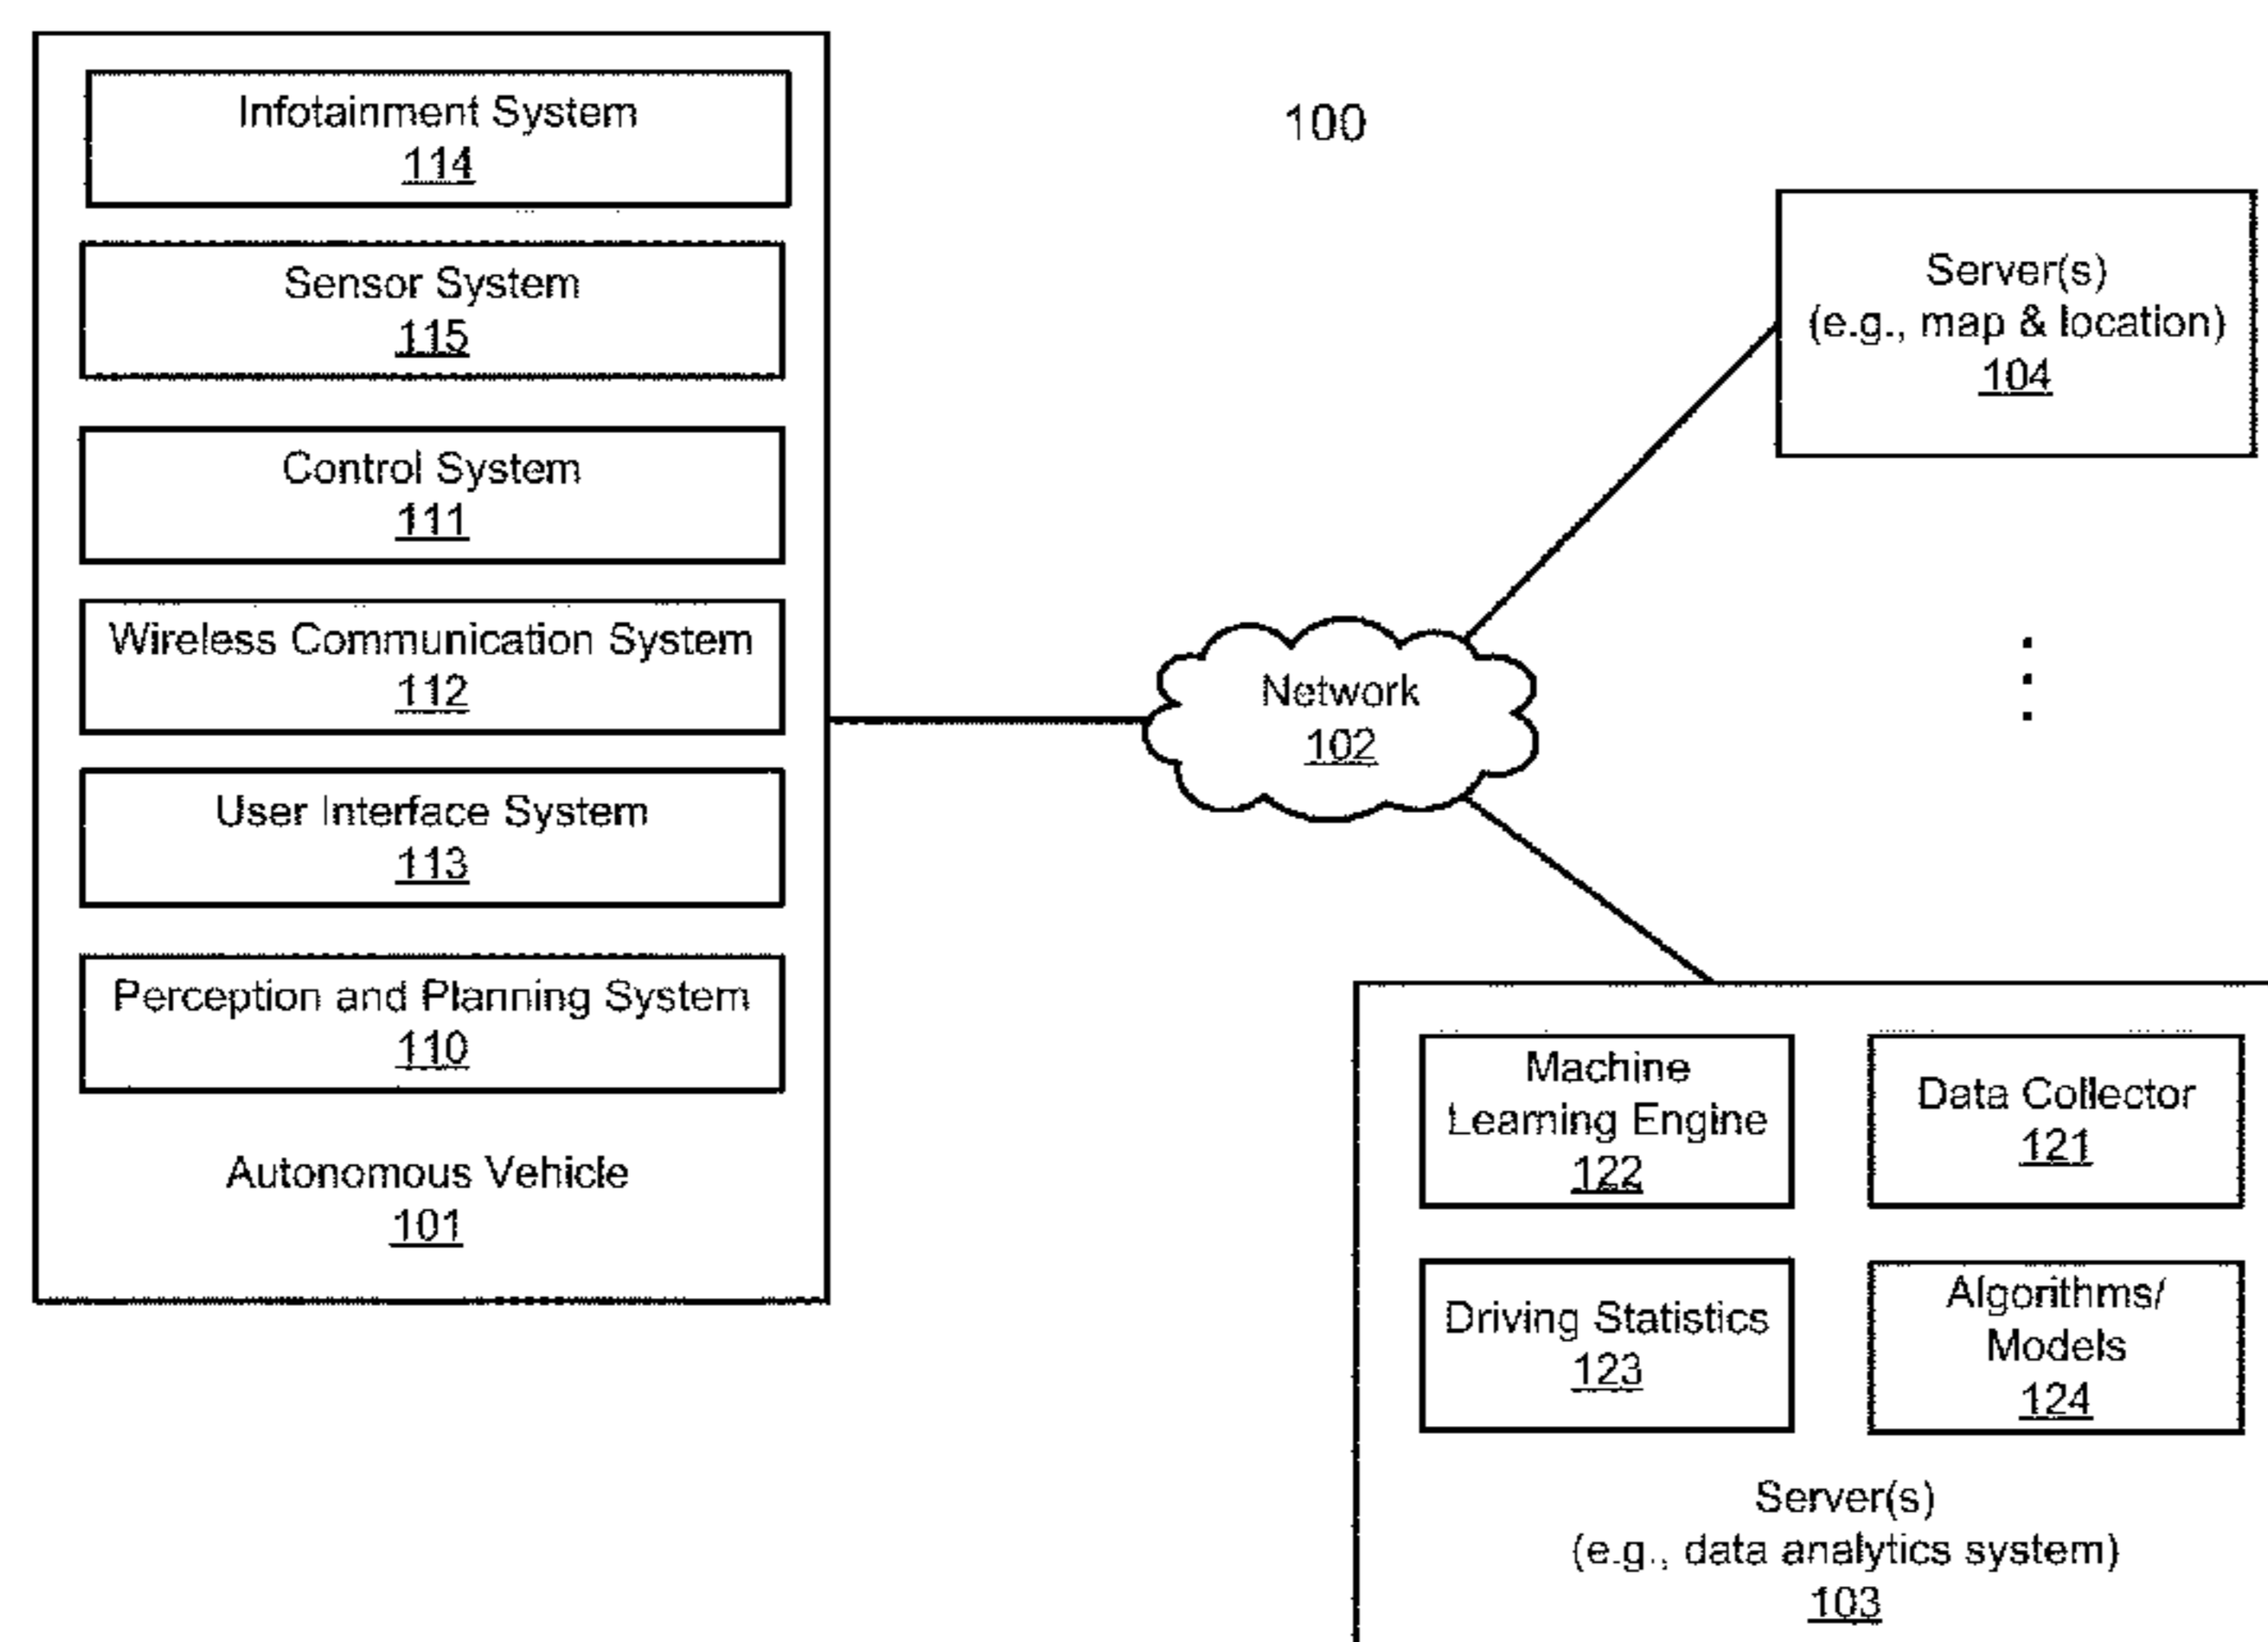 Infotainment System
114
Sensor System
115
Control System
111
Wireless Communication System
112
User Interface System
113
Perception and Planning System
110
Autonomous Vehicle
101
100
Network
102
Server(s)
(e.g., map & location)
104
Machine
Learning Engine
122
Data Collector
121
Driving Statistics
123
Algorithms/
Models
124
Server(s)
(e.g., data analytics system)
103